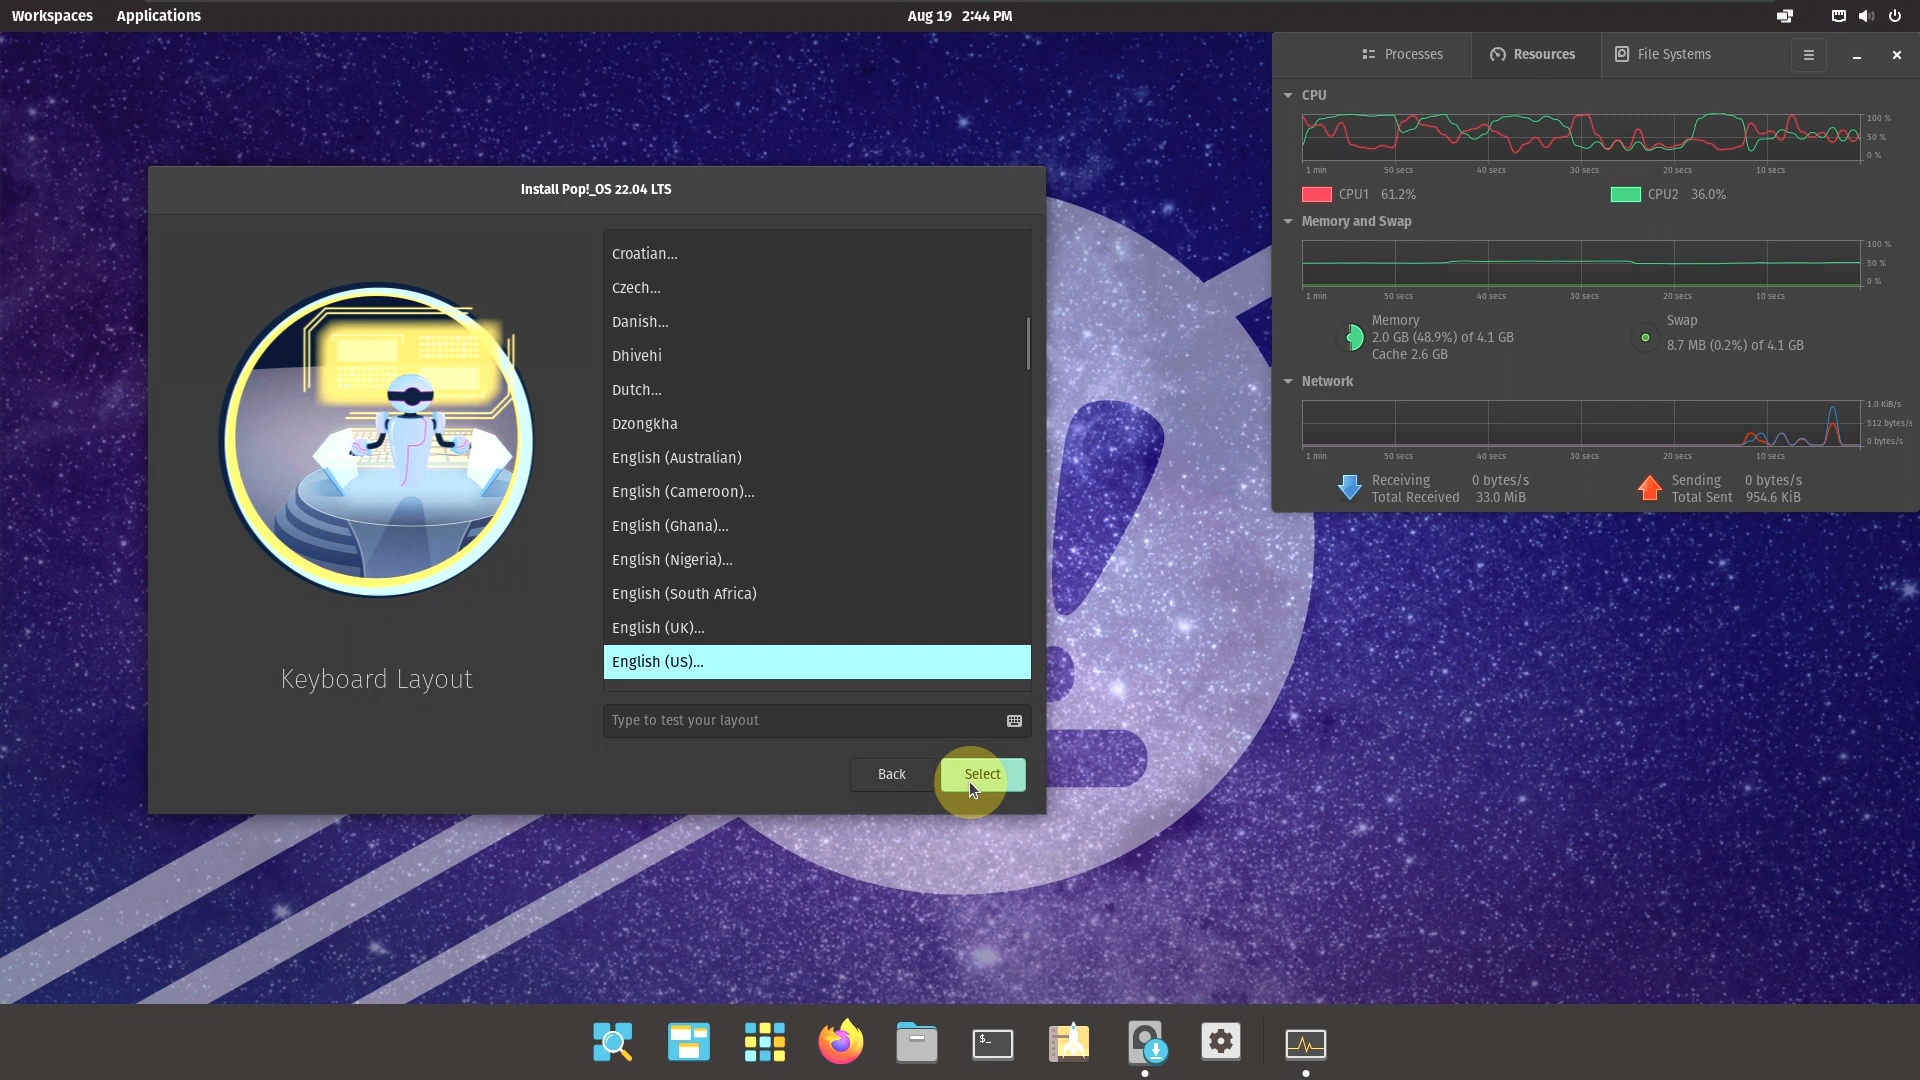 Workspaces Applications Aug 19 2:44 PM
Processes Resources File Systems
CPU
100 %
50 %
0 %
1 min 50 secs 40 secs 30 secs 20 secs 10 secs
CPU1 61.2% CPU2 36.0%
Memory and Swap
100 %
50 %
0 %
1 min 50 secs 40 secs 30 secs 20 secs 10 secs
Memory
2.0 GB (48.9%) of 4.1 GB
Cache 2.6 GB
Swap
8.7 MB (0.2%) of 4.1 GB
Network
1.0 KiB/s
512 bytes/s
0 bytes/s
1 min 50 secs 40 secs 30 secs 20 secs 10 secs
Receiving 0 bytes/s
Total Received 33.0 MiB
Sending 0 bytes/s
Total Sent 954.6 KiB
Install Pop!_OS 22.04 LTS
Keyboard Layout
Croatian...
Czech...
Danish...
Dhivehi
Dutch...
Dzongkha
English (Australian)
English (Cameroon)...
English (Ghana)...
English (Nigeria)...
English (South Africa)
English (UK)...
English (US)...
Type to test your layout
Back Select
$_